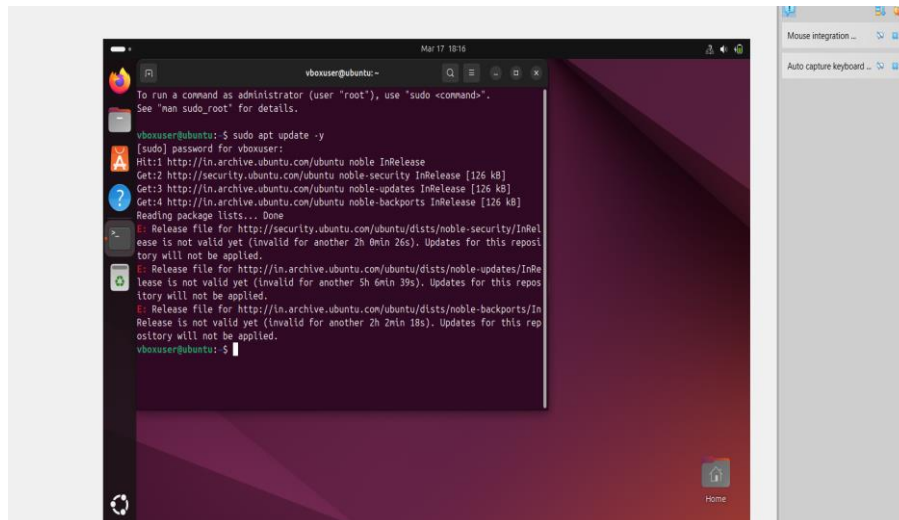 Mouse integration ...
Mar 17 18:16
Auto capture keyboard ...
vboxuser@ubuntu: ~
To run a command as administrator (user "root"), use "sudo <command>".
See "man sudo_root" for details.
vboxuser@ubuntu:~$ sudo apt update -y
[sudo] password for vboxuser:
Hit:1 http://in.archive.ubuntu.com/ubuntu noble InRelease
Get:2 http://security.ubuntu.com/ubuntu noble-security InRelease [126 kB]
Get:3 http://in.archive.ubuntu.com/ubuntu noble-updates InRelease [126 kB]
Get:4 http://in.archive.ubuntu.com/ubuntu noble-backports InRelease [126 kB]
Reading package lists... Done
E: Release file for http://security.ubuntu.com/ubuntu/dists/noble-security/InRel
ease is not valid yet (invalid for another 2h 0min 26s). Updates for this reposi
tory will not be applied.
E: Release file for http://in.archive.ubuntu.com/ubuntu/dists/noble-updates/InRe
lease is not valid yet (invalid for another 5h 6min 39s). Updates for this repos
itory will not be applied.
E: Release file for http://in.archive.ubuntu.com/ubuntu/dists/noble-backports/In
Release is not valid yet (invalid for another 2h 2min 18s). Updates for this rep
ository will not be applied.
vboxuser@ubuntu:~$
Home